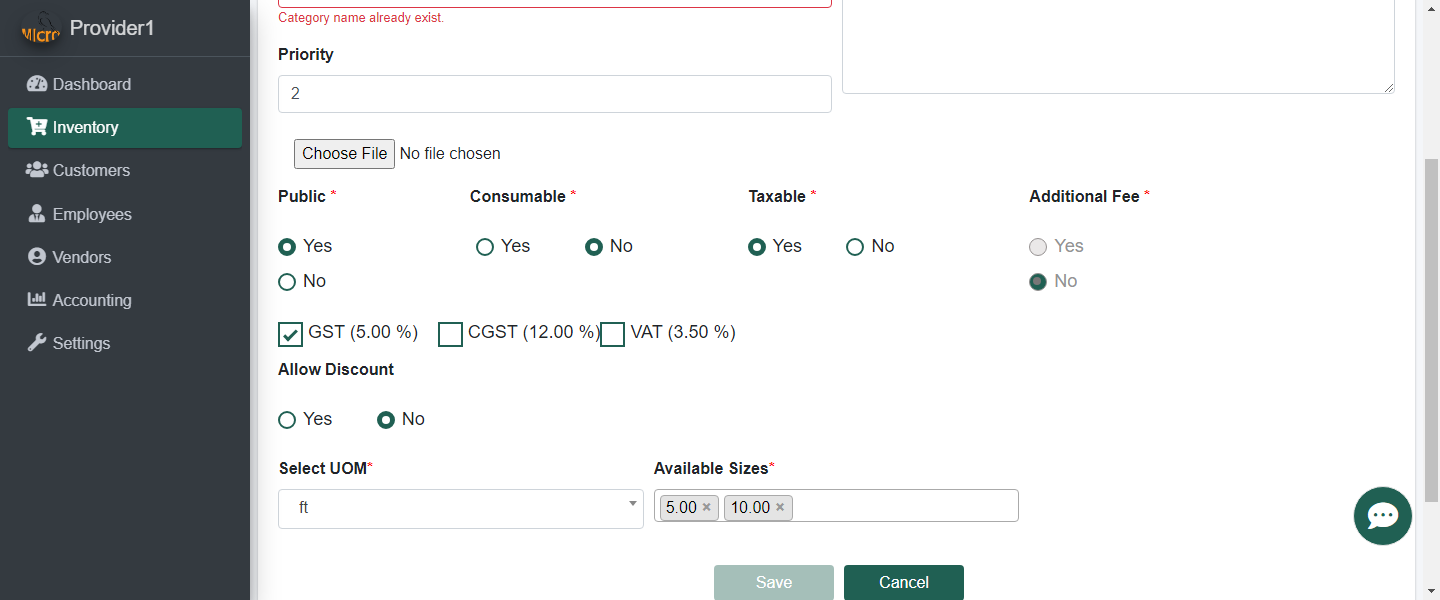 Micro
Provider1
Dashboard
Inventory
Customers
Employees
Vendors
Accounting
Settings
Category name already exist.
Priority
2
Choose File No file chosen
Public * Consumable * Taxable * Additional Fee *
Yes Yes No Yes No Yes
No No
GST (5.00 %) CGST (12.00 %) VAT (3.50 %)
Allow Discount
Yes No
Select UOM* Available Sizes*
ft 5.00 × 10.00 ×
Save Cancel